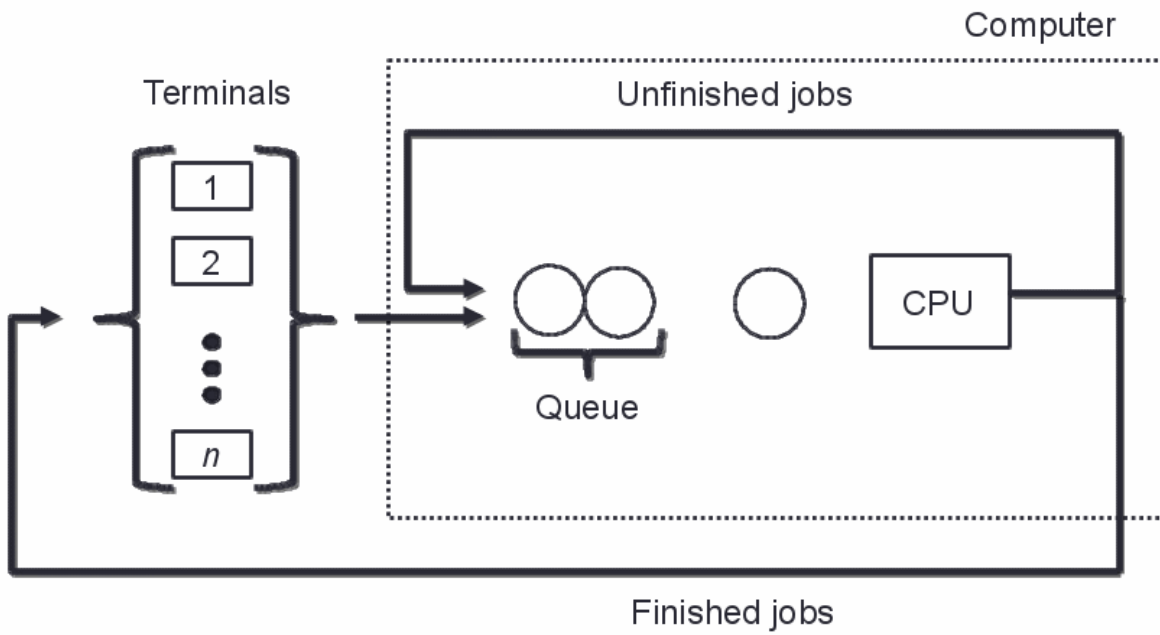 Computer
Terminals
Unfinished jobs
1
2
n
CPU
Queue
Finished jobs